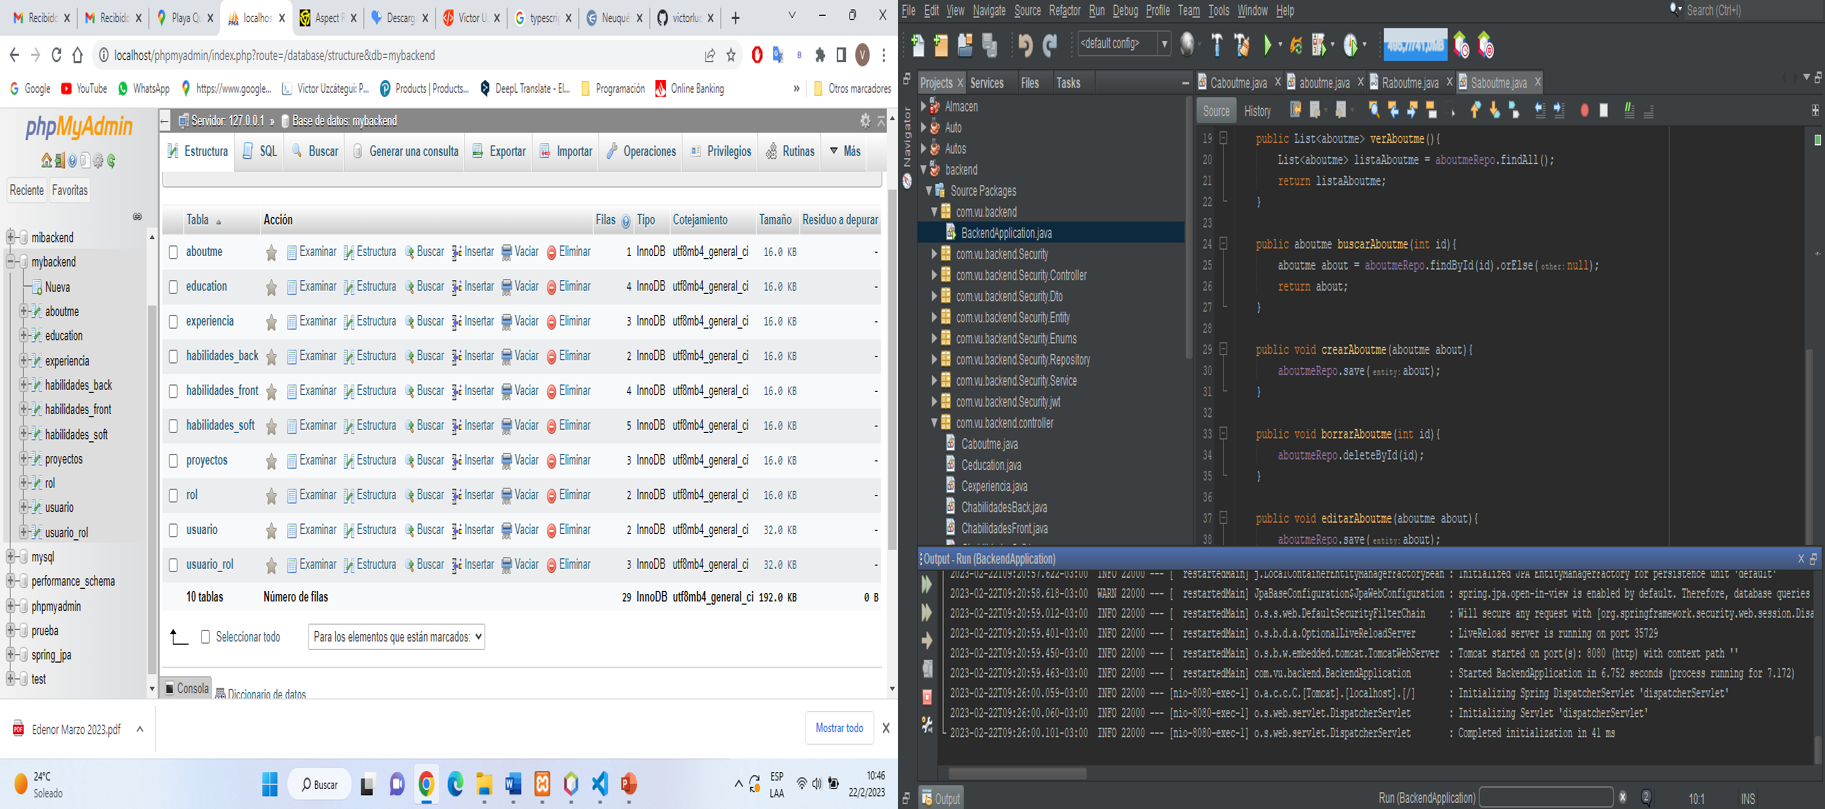 Recibido
Recibido
Playa Q
localhos
Aspect R
Descarg
Victor U
typescrip
Neuqué
victorluc
localhost/phpmyadmin/index.php?route=/database/structure&db=mybackend
V
Google
YouTube
WhatsApp
https://www.google...
Victor Uzcátegui: P...
Products | Products...
DeepL Translate - El...
Programación
Online Banking
»
Otros marcadores
phpMyAdmin
Reciente
Favoritas
mibackend
mybackend
Nueva
aboutme
education
experiencia
habilidades_back
habilidades_front
habilidades_soft
proyectos
rol
usuario
usuario_rol
mysql
performance_schema
phpmyadmin
prueba
spring_jpa
test
Servidor: 127.0.0.1 » Base de datos: mybackend
Estructura SQL Buscar Generar una consulta Exportar Importar Operaciones Privilegios Rutinas Más
Tabla Acción Filas Tipo Cotejamiento Tamaño Residuo a depurar
aboutme Examinar Estructura Buscar Insertar Vaciar Eliminar 1 InnoDB utf8mb4_general_ci 16.0 KB -
education Examinar Estructura Buscar Insertar Vaciar Eliminar 4 InnoDB utf8mb4_general_ci 16.0 KB -
experiencia Examinar Estructura Buscar Insertar Vaciar Eliminar 3 InnoDB utf8mb4_general_ci 16.0 KB -
habilidades_back Examinar Estructura Buscar Insertar Vaciar Eliminar 2 InnoDB utf8mb4_general_ci 16.0 KB -
habilidades_front Examinar Estructura Buscar Insertar Vaciar Eliminar 4 InnoDB utf8mb4_general_ci 16.0 KB -
habilidades_soft Examinar Estructura Buscar Insertar Vaciar Eliminar 5 InnoDB utf8mb4_general_ci 16.0 KB -
proyectos Examinar Estructura Buscar Insertar Vaciar Eliminar 3 InnoDB utf8mb4_general_ci 16.0 KB -
rol Examinar Estructura Buscar Insertar Vaciar Eliminar 2 InnoDB utf8mb4_general_ci 16.0 KB -
usuario Examinar Estructura Buscar Insertar Vaciar Eliminar 2 InnoDB utf8mb4_general_ci 32.0 KB -
usuario_rol Examinar Estructura Buscar Insertar Vaciar Eliminar 3 InnoDB utf8mb4_general_ci 32.0 KB -
10 tablas Número de filas 29 InnoDB utf8mb4_general_ci 192.0 KB 0 B
Seleccionar todo Para los elementos que están marcados:
Consola
Diccionario de datos
Edenor Marzo 2023.pdf
Mostrar todo
24°C
Soleado
Buscar
ESP
LAA
10:46
22/2/2023
File Edit View Navigate Source Refactor Run Debug Profile Team Tools Window Help
Search (Ctrl+I)
<default config>
Projects Services Files Tasks
Navigator
Almacen
Auto
Autos
backend
Source Packages
com.vu.backend
BackendApplication.java
com.vu.backend.Security
com.vu.backend.Security.Controller
com.vu.backend.Security.Dto
com.vu.backend.Security.Entity
com.vu.backend.Security.Enums
com.vu.backend.Security.Repository
com.vu.backend.Security.Service
com.vu.backend.Security.jwt
com.vu.backend.controller
Caboutme.java
Ceducation.java
Cexperiencia.java
ChabilidadesBack.java
ChabilidadesFront.java
Caboutme.java aboutme.java Raboutme.java Saboutme.java
Source History
19 public List<aboutme> verAboutme(){
20 List<aboutme> listaAboutme = aboutmeRepo.findAll();
21 return listaAboutme;
22 }
23
24 public aboutme buscarAboutme(int id){
25 aboutme about = aboutmeRepo.findById(id).orElse(other:null);
26 return about;
27 }
28
29 public void crearAboutme(aboutme about){
30 aboutmeRepo.save(entity:about);
31 }
32
33 public void borrarAboutme(int id){
34 aboutmeRepo.deleteById(id);
35 }
36
37 public void editarAboutme(aboutme about){
38 aboutmeRepo.save(entity:about);
Output - Run (BackendApplication)
2023-02-22T09:20:57.622-03:00 INFO 22000 --- [ restartedMain] j.LocalContainerEntityManagerFactoryBean : Initialized JPA EntityManagerFactory for persistence unit 'default'
2023-02-22T09:20:58.618-03:00 WARN 22000 --- [ restartedMain] JpaBaseConfiguration$JpaWebConfiguration : spring.jpa.open-in-view is enabled by default. Therefore, database queries
2023-02-22T09:20:59.012-03:00 INFO 22000 --- [ restartedMain] o.s.s.web.DefaultSecurityFilterChain : Will secure any request with [org.springframework.security.web.session.Disa
2023-02-22T09:20:59.401-03:00 INFO 22000 --- [ restartedMain] o.s.b.d.a.OptionalLiveReloadServer : LiveReload server is running on port 35729
2023-02-22T09:20:59.450-03:00 INFO 22000 --- [ restartedMain] o.s.b.w.embedded.tomcat.TomcatWebServer : Tomcat started on port(s): 8080 (http) with context path ''
2023-02-22T09:20:59.463-03:00 INFO 22000 --- [ restartedMain] com.vu.backend.BackendApplication : Started BackendApplication in 6.752 seconds (process running for 7.172)
2023-02-22T09:26:00.059-03:00 INFO 22000 --- [nio-8080-exec-1] o.a.c.c.C.[Tomcat].[localhost].[/] : Initializing Spring DispatcherServlet 'dispatcherServlet'
2023-02-22T09:26:00.060-03:00 INFO 22000 --- [nio-8080-exec-1] o.s.web.servlet.DispatcherServlet : Initializing Servlet 'dispatcherServlet'
2023-02-22T09:26:00.101-03:00 INFO 22000 --- [nio-8080-exec-1] o.s.web.servlet.DispatcherServlet : Completed initialization in 41 ms
Output
Run (BackendApplication)
2
10:1
INS